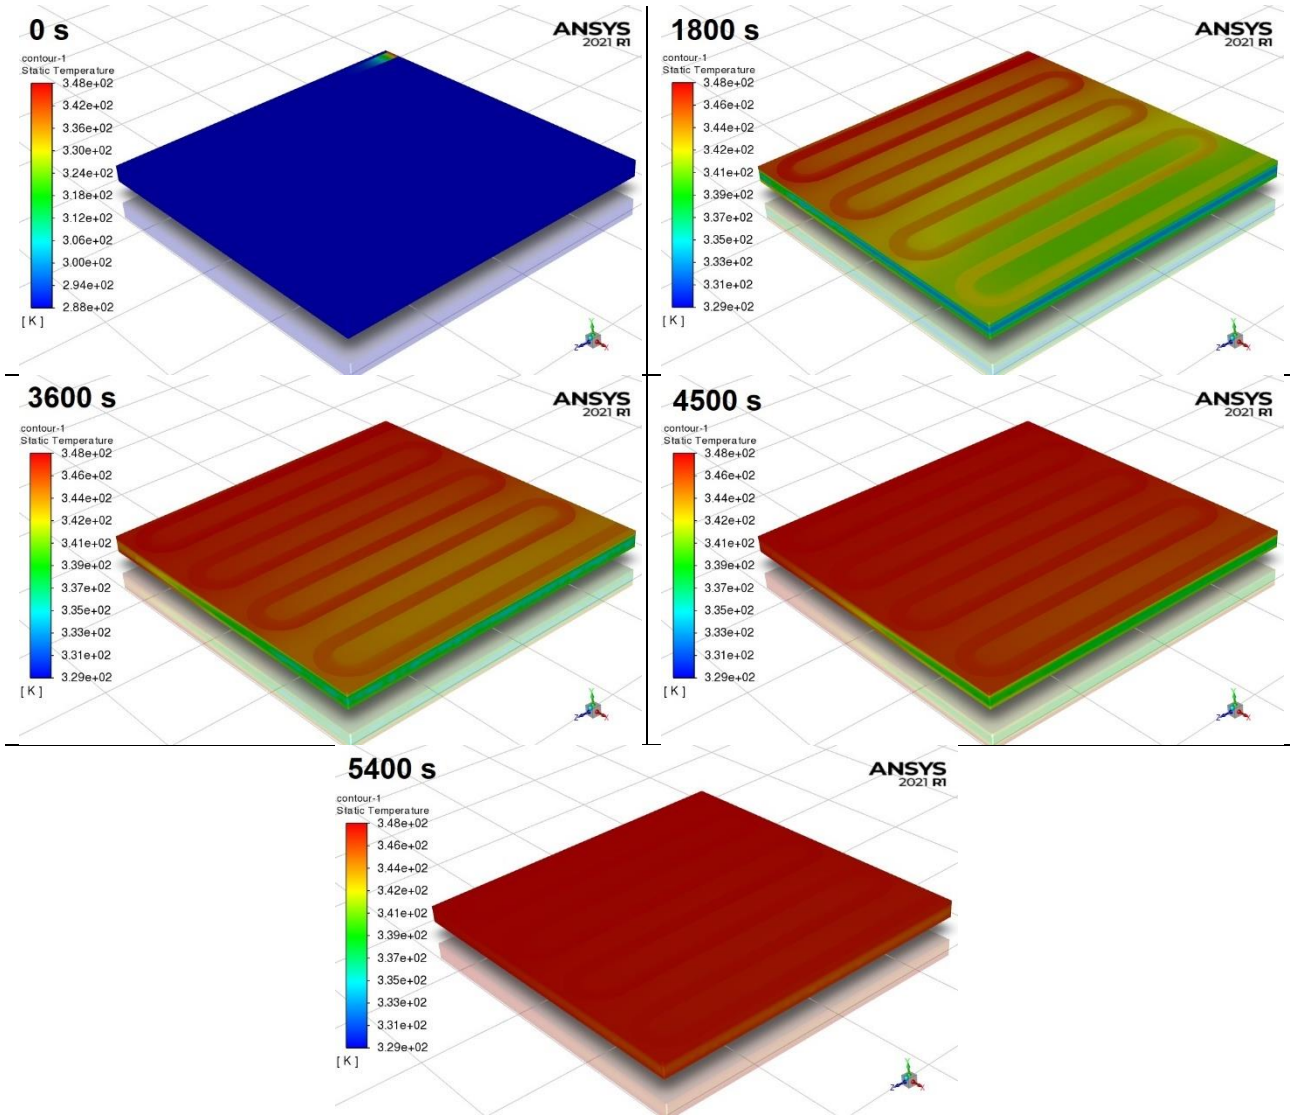 0 s
ANSYS
2021 R1
contour-1
Static Temperature
3.48e+02
3.42e+02
3.36e+02
3.30e+02
3.24e+02
3.18e+02
3.12e+02
3.06e+02
3.00e+02
2.94e+02
2.88e+02
[ K ]
Y
Z
X
1800 s
ANSYS
2021 R1
contour-1
Static Temperature
3.48e+02
3.46e+02
3.44e+02
3.42e+02
3.41e+02
3.39e+02
3.37e+02
3.35e+02
3.33e+02
3.31e+02
3.29e+02
[ K ]
Y
Z
X
3600 s
ANSYS
2021 R1
contour-1
Static Temperature
3.48e+02
3.46e+02
3.44e+02
3.42e+02
3.41e+02
3.39e+02
3.37e+02
3.35e+02
3.33e+02
3.31e+02
3.29e+02
[ K ]
Y
Z
X
4500 s
ANSYS
2021 R1
contour-1
Static Temperature
3.48e+02
3.46e+02
3.44e+02
3.42e+02
3.41e+02
3.39e+02
3.37e+02
3.35e+02
3.33e+02
3.31e+02
3.29e+02
[ K ]
Y
Z
X
5400 s
ANSYS
2021 R1
contour-1
Static Temperature
3.48e+02
3.46e+02
3.44e+02
3.42e+02
3.41e+02
3.39e+02
3.37e+02
3.35e+02
3.33e+02
3.31e+02
3.29e+02
[ K ]
Y
Z
X